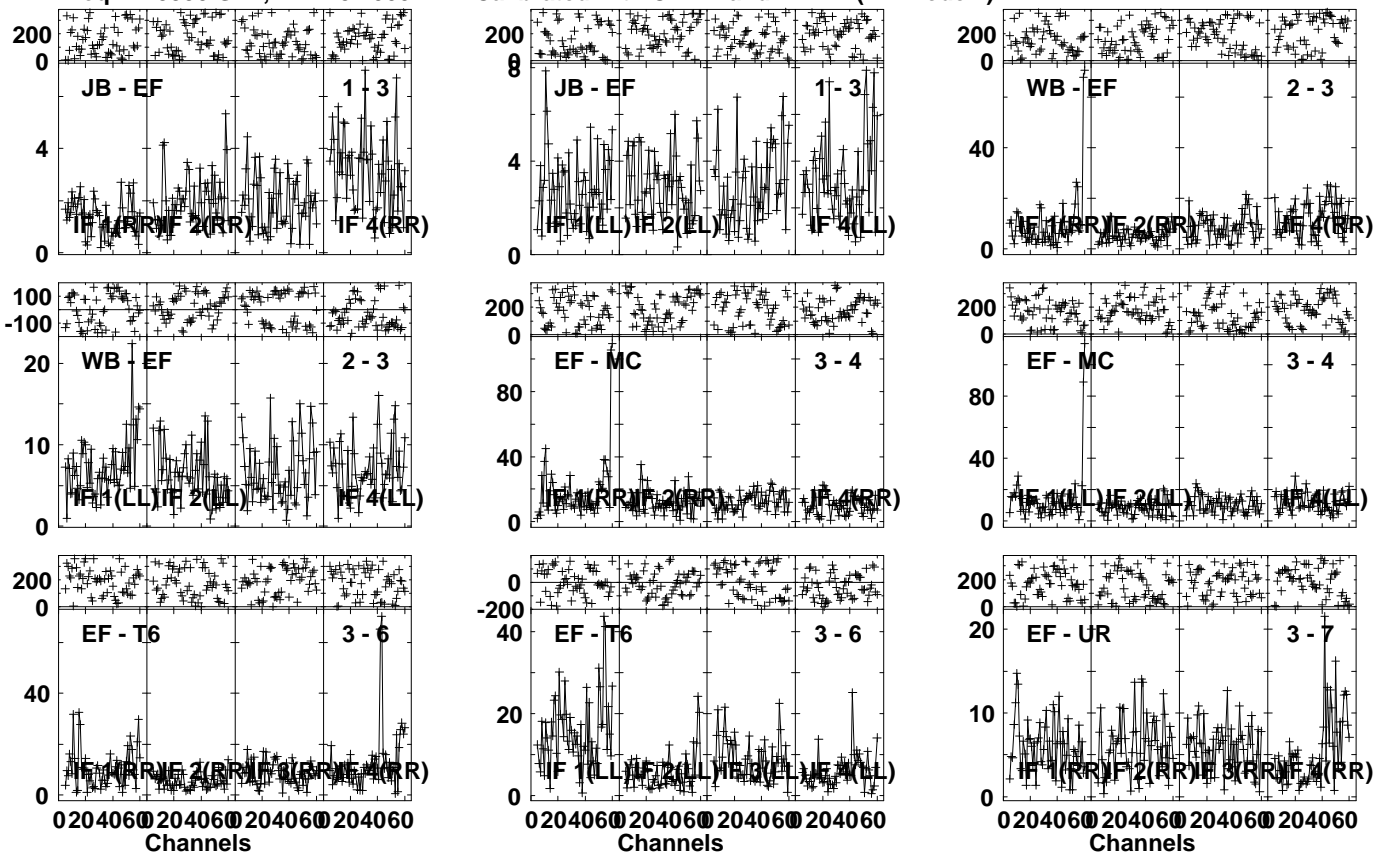 200
0
JB - EF 1 - 3
4
0
IF 1(RR) IF 2(RR) IF 4(RR)
200
0
8
JB - EF 1 - 3
4
0
IF 1(LL) IF 2(LL) IF 4(LL)
200
0
WB - EF 2 - 3
40
0
IF 1(RR) IF 2(RR) IF 4(RR)
100
-100
20
WB - EF 2 - 3
10
0
IF 1(LL) IF 2(LL) IF 4(LL)
200
0
EF - MC 3 - 4
80
40
0
IF 1(RR) IF 2(RR) IF 4(RR)
200
0
EF - MC 3 - 4
80
40
0
IF 1(LL) IF 2(LL) IF 4(LL)
200
0
EF - T6 3 - 6
40
0
IF 1(RR) IF 2(RR) IF 3(RR) IF 4(RR)
0 20 40 60 0 20 40 60 0 20 40 60 0 20 40 60
Channels
0
-200
40
EF - T6 3 - 6
20
0
IF 1(LL) IF 2(LL) IF 3(LL) IF 4(LL)
0 20 40 60 0 20 40 60 0 20 40 60 0 20 40 60
Channels
200
0
20
EF - UR 3 - 7
10
0
IF 1(RR) IF 2(RR) IF 3(RR) IF 4(RR)
0 20 40 60 0 20 40 60 0 20 40 60 0 20 40 60
Channels